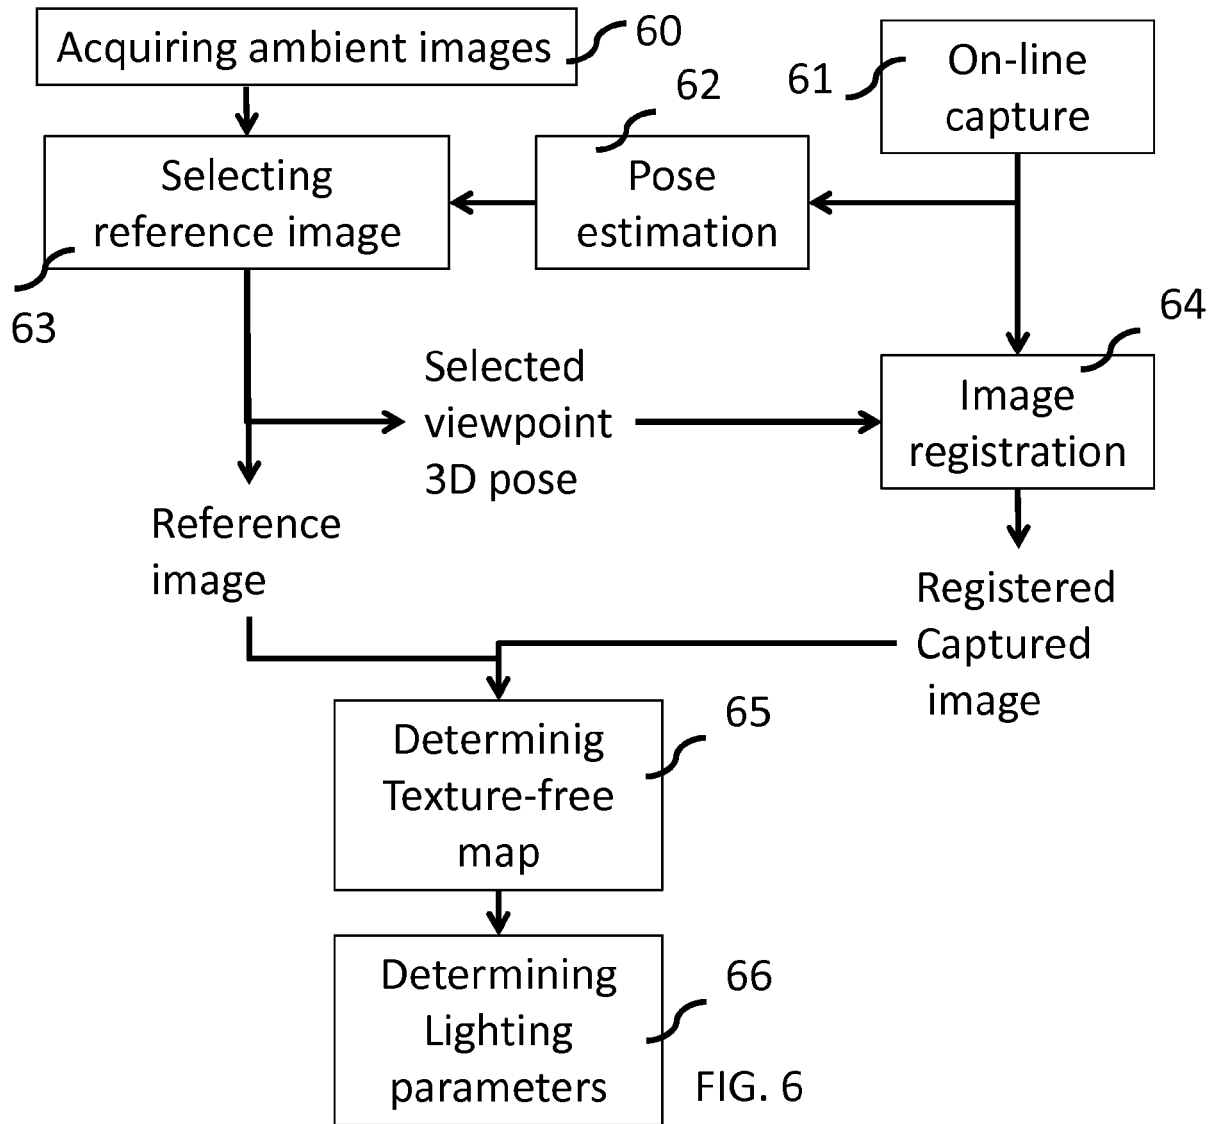 Acquiring ambient images
60
61
On-line
capture
62
Selecting
reference image
63
Pose
estimation
64
Image
registration
Selected
viewpoint
3D pose
Reference
image
Registered
Captured
image
65
Determinig
Texture-free
map
66
Determining
Lighting
parameters
FIG. 6